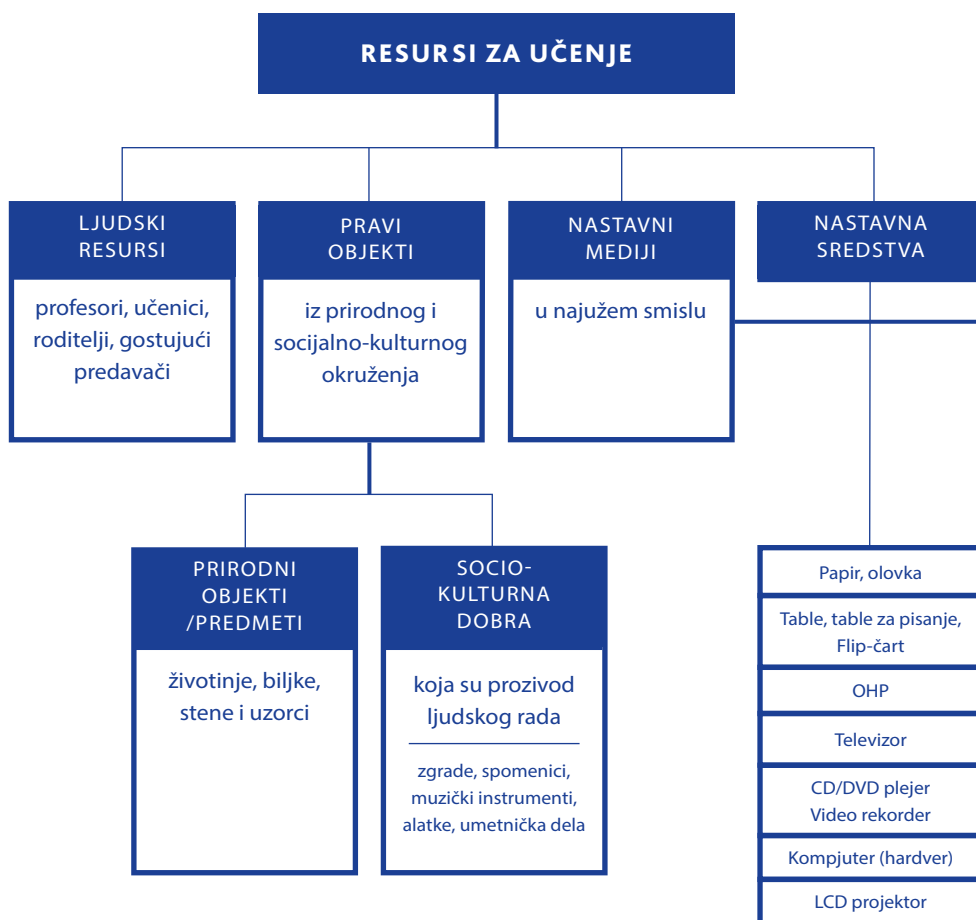 RESURSI ZA UČENJE
LJUDSKI
RESURSI
profesori, učenici,
roditelji, gostujući
predavači
PRAVI
OBJEKTI
iz prirodnog i
socijalno-kulturnog
okruženja
NASTAVNI
MEDIJI
u najužem smislu
NASTAVNA
SREDSTVA
PRIRODNI
OBJEKTI
/PREDMETI
životinje, biljke,
stene i uzorci
SOCIO-
KULTURNA
DOBRA
koja su prozivod
ljudskog rada
zgrade, spomenici,
muzički instrumenti,
alatke, umetnička dela
Papir, olovka
Table, table za pisanje,
Flip-čart
OHP
Televizor
CD/DVD plejer
Video rekorder
Kompjuter (hardver)
LCD projektor